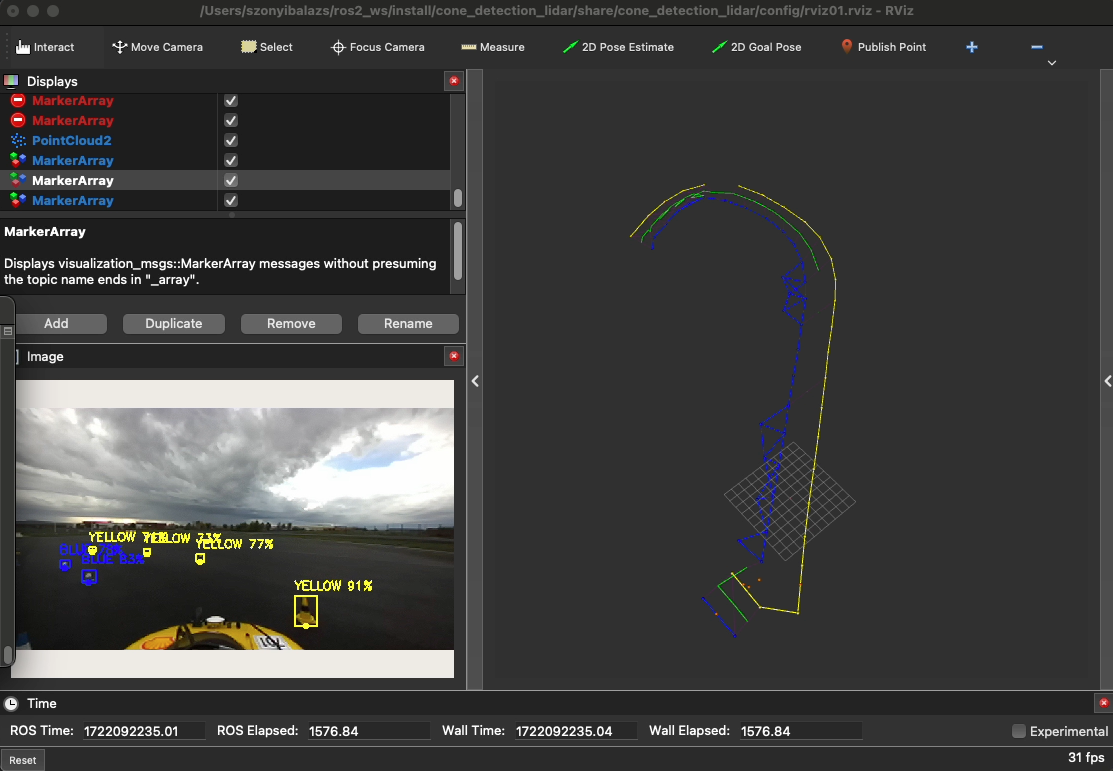 /Users/szonyibalazs/ros2_ws/install/cone_detection_lidar/share/cone_detection_lidar/config/rviz01.rviz - RViz
Interact Move Camera Select Focus Camera Measure 2D Pose Estimate 2D Goal Pose Publish Point
Displays
MarkerArray
MarkerArray
PointCloud2
MarkerArray
MarkerArray
MarkerArray
MarkerArray
Displays visualization_msgs::MarkerArray messages without presuming
the topic name ends in "_array".
Add Duplicate Remove Rename
Image
YELLOW YELLOW 73%
YELLOW 77%
BLUE 78%
BLUE 83%
YELLOW 91%
Time
ROS Time: 1722092235.01 ROS Elapsed: 1576.84 Wall Time: 1722092235.04 Wall Elapsed: 1576.84 Experimental
Reset 31 fps